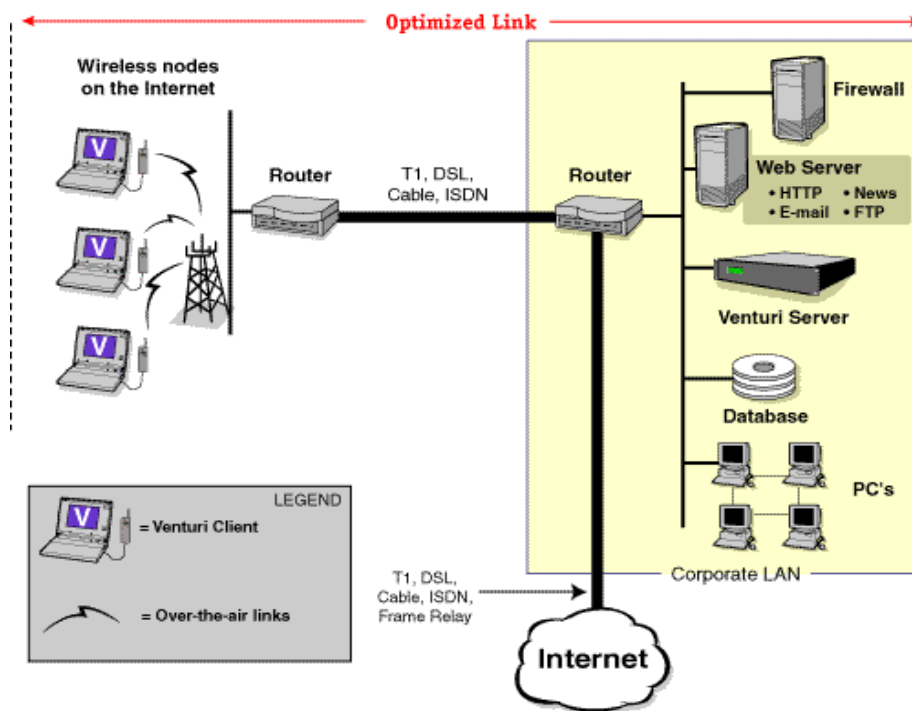 Optimized Link
Wireless nodes
on the Internet
V
V
V
Router
T1, DSL,
Cable, ISDN
Router
Firewall
Web Server
• HTTP • News
• E-mail • FTP
Venturi Server
Database
PC's
Corporate LAN
LEGEND
V
= Venturi Client
= Over-the-air links
T1, DSL,
Cable, ISDN,
Frame Relay
Internet